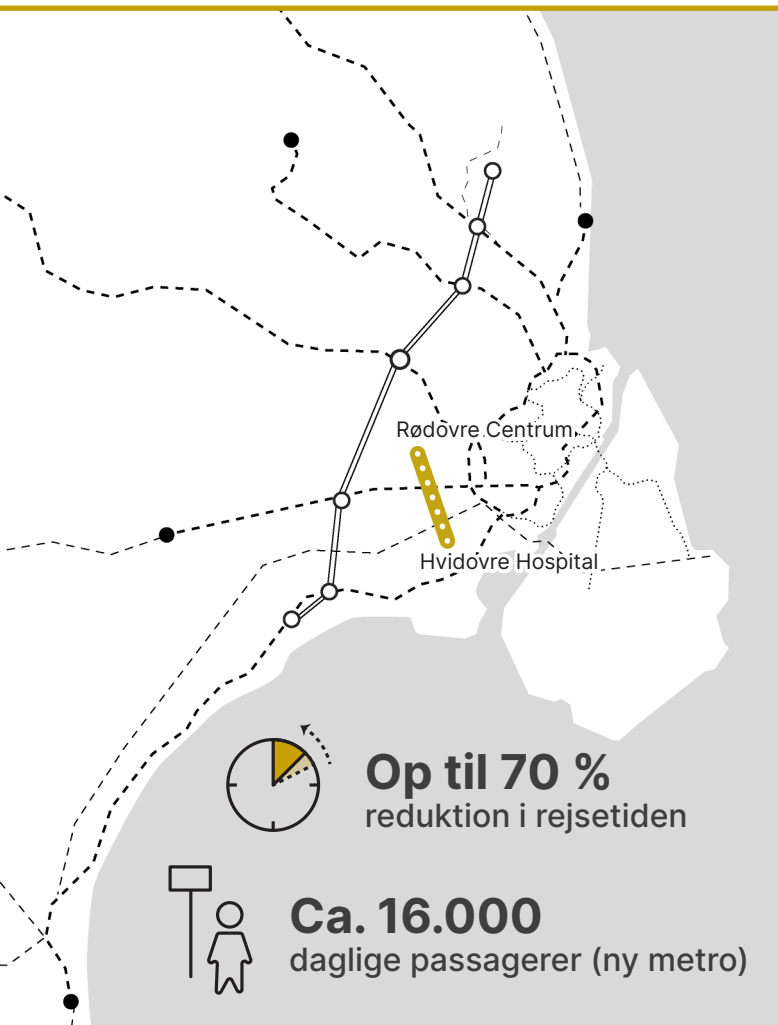 Rødovre Centrum
Hvidovre Hospital
Op til 70 %
reduktion i rejsetiden
Ca. 16.000
daglige passagerer (ny metro)